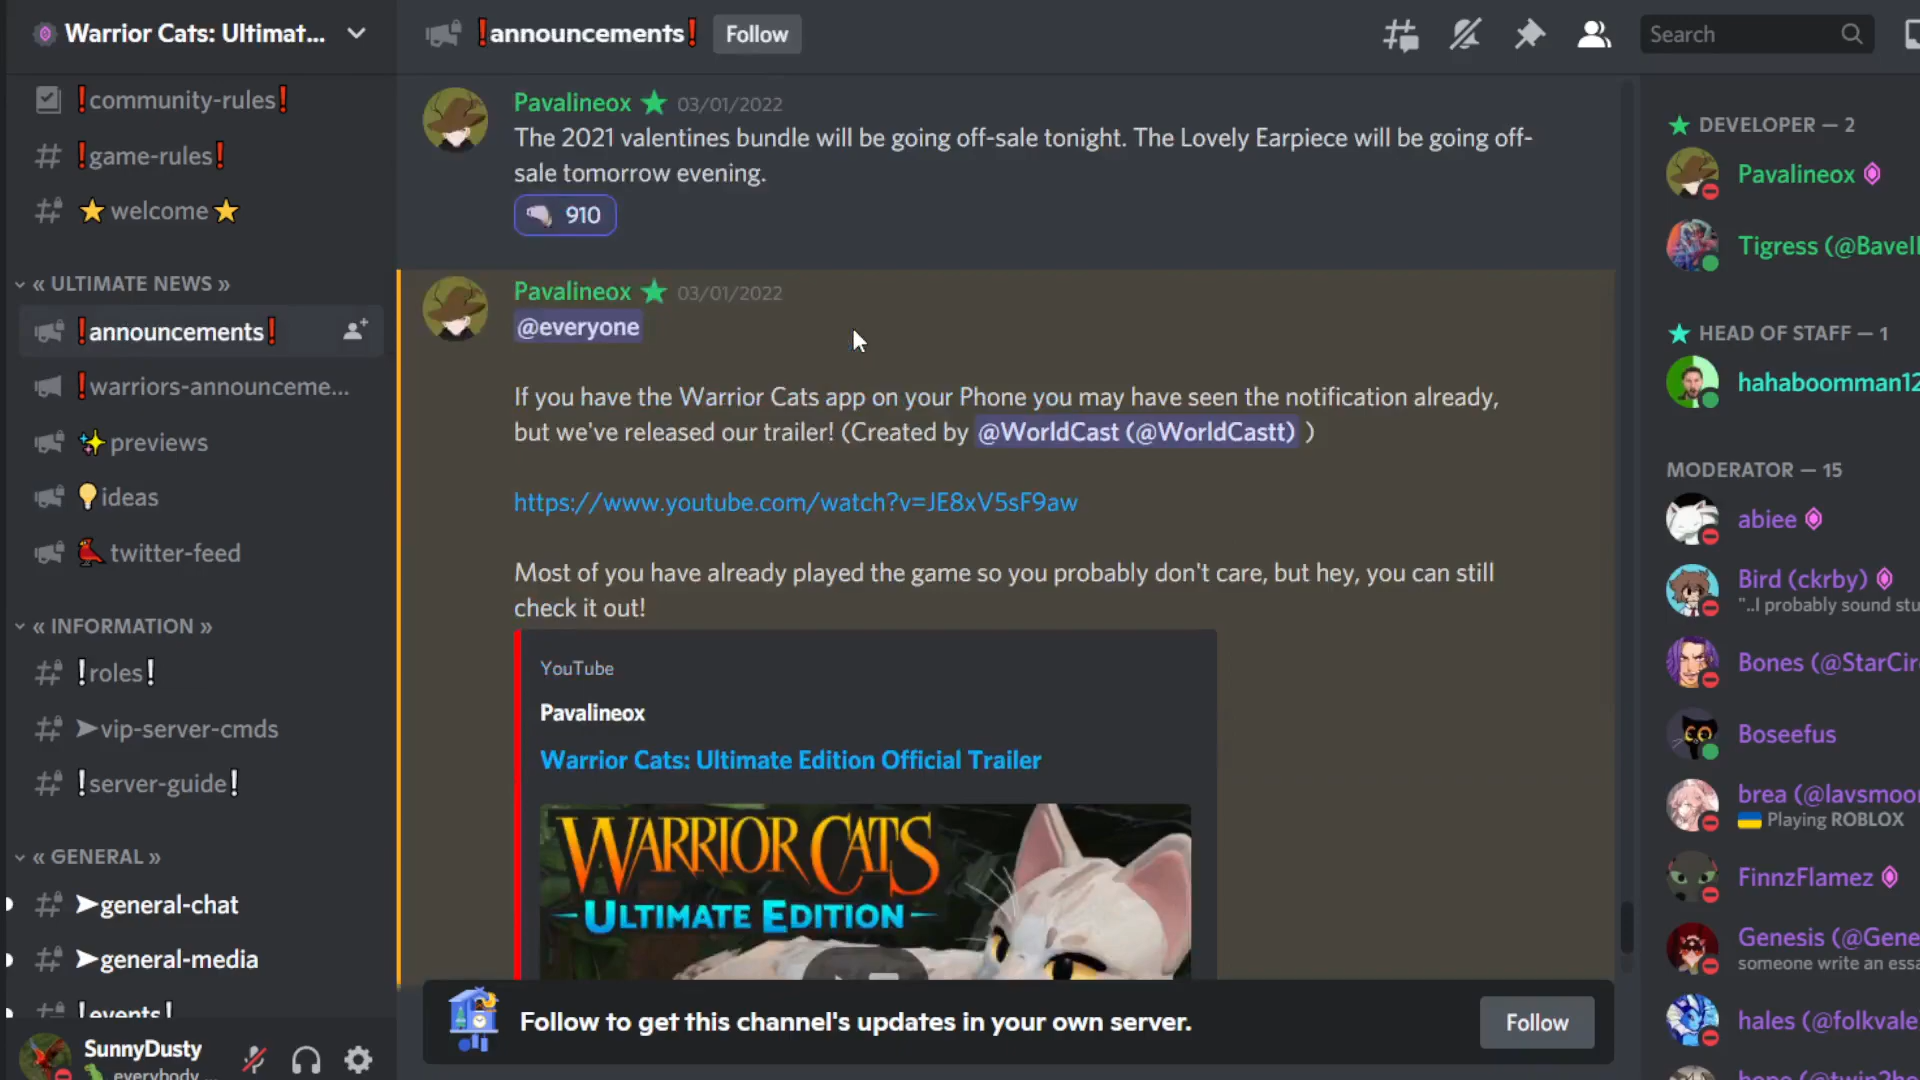 Warrior Cats: Ultimat...
❗announcements❗
Follow
Search
❗community-rules❗
❗game-rules❗
⭐ welcome ⭐
« ULTIMATE NEWS »
❗announcements❗
❗warriors-announceme...
✨ previews
💡 ideas
twitter-feed
« INFORMATION »
❕roles❕
➤vip-server-cmds
❕server-guide❕
« GENERAL »
➤general-chat
➤general-media
❕events❕
SunnyDusty
everybody ...
Pavalineox 03/01/2022
The 2021 valentines bundle will be going off-sale tonight. The Lovely Earpiece will be going off-
sale tomorrow evening.
910
Pavalineox 03/01/2022
@everyone
If you have the Warrior Cats app on your Phone you may have seen the notification already,
but we've released our trailer! (Created by @WorldCast (@WorldCastt) )
https://www.youtube.com/watch?v=JE8xV5sF9aw
Most of you have already played the game so you probably don't care, but hey, you can still
check it out!
YouTube
Pavalineox
Warrior Cats: Ultimate Edition Official Trailer
WARRIOR CATS
ULTIMATE EDITION
Follow to get this channel's updates in your own server.
Follow
DEVELOPER — 2
Pavalineox
Tigress (@Bavell
HEAD OF STAFF — 1
hahaboomman12
MODERATOR — 15
abiee
Bird (ckrby)
"..I probably sound stu
Bones (@StarCir
Boseefus
brea (@lavsmoo
Playing ROBLOX
FinnzFlamez
Genesis (@Gene
someone write an essa
hales (@folkvale